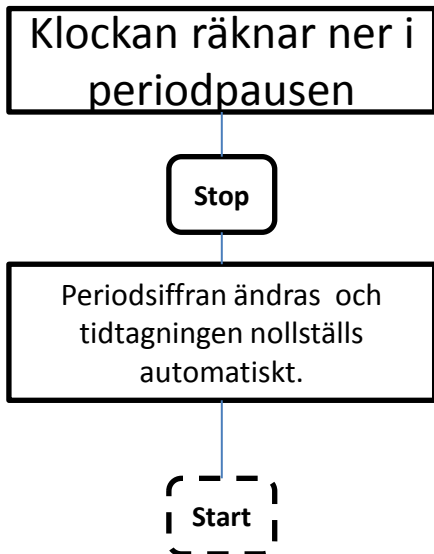 Klockan räknar ner i
periodpausen
Stop
Periodsiffran ändras och
tidtagningen nollställs
automatiskt.
Start